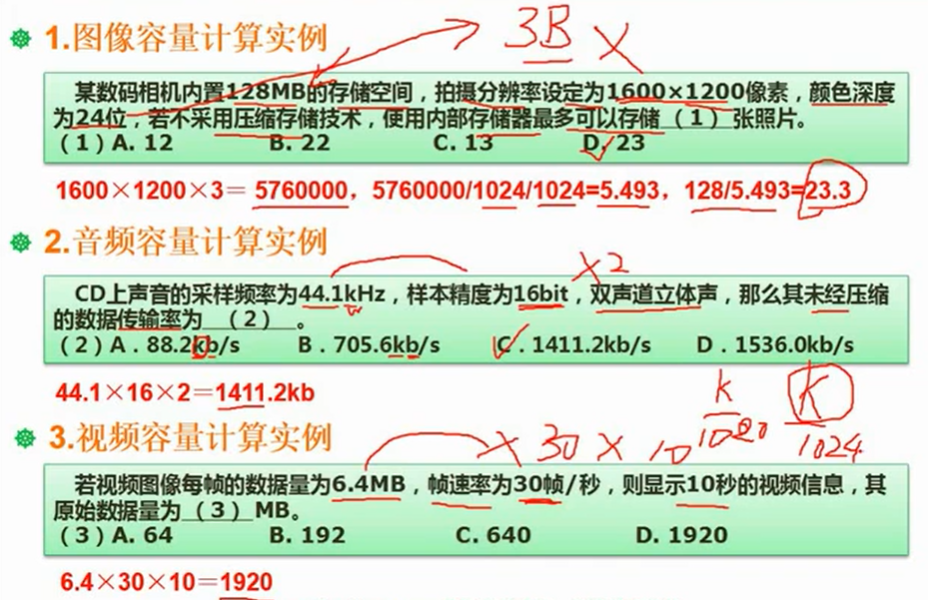 1.图像容量计算实例
3B ×
某数码相机内置128MB的存储空间，拍摄分辨率设定为1600×1200像素，颜色深度
为24位，若不采用压缩存储技术，使用内部存储器最多可以存储（1）张照片。
（1）A. 12 B. 22 C. 13 D. 23
1600×1200×3＝ 5760000，5760000/1024/1024=5.493，128/5.493=23.3
2.音频容量计算实例
×2
CD上声音的采样频率为44.1kHz，样本精度为16bit，双声道立体声，那么其未经压缩
的数据传输率为（2）。
（2）A．88.2kb/s B．705.6kb/s C．1411.2kb/s D．1536.0kb/s
44.1×16×2＝1411.2kb
k K
1000 1024
3.视频容量计算实例
×30×10
若视频图像每帧的数据量为6.4MB，帧速率为30帧/秒，则显示10秒的视频信息，其
原始数据量为（3）MB。
（3）A. 64 B. 192 C. 640 D. 1920
6.4×30×10＝1920